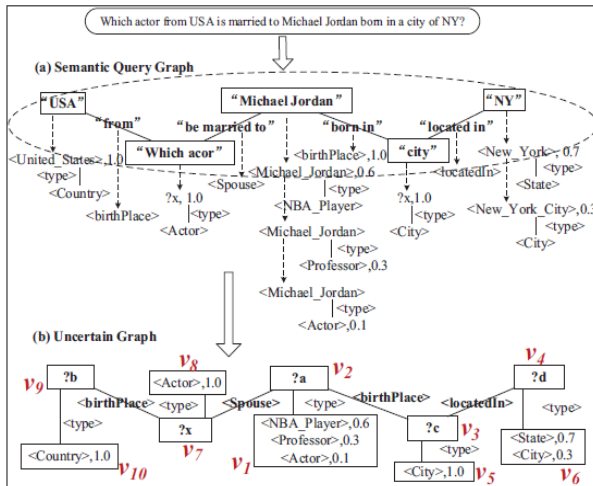 Which actor from USA is married to Michael Jordan born in a city of NY?
(a) Semantic Query Graph
“USA” “Michael Jordan” “NY”
“from” “be married to” “born in” “located in”
“Which acor” “city”
<United_States>,1.0
<type>
<Country>
<birthPlace>
?x, 1.0
<type>
<Actor>
<Spouse>
<birthPlace>,1.0
<Michael_Jordan>,0.6
<type>
<NBA_Player>
<Michael_Jordan>
<type>
<Professor>,0.3
<Michael_Jordan>
<type>
<Actor>,0.1
?x,1.0
<type>
<City>
<locatedIn>
<New_York>, 0.7
<type>
<State>
<New_York_City>,0.3
<type>
<City>
(b) Uncertain Graph
v9 ?b v8 <Actor>,1.0 ?a v2 v4 ?d
<birthPlace> <type> <Spouse> <type> <birthPlace> <locatedIn>
<type> ?x v7 ?c v3 <type>
<Country>,1.0 v10
v1 <NBA_Player>,0.6
<Professor>,0.3
<Actor>,0.1
<type>
<City>,1.0 v5
<State>,0.7
<City>,0.3 v6